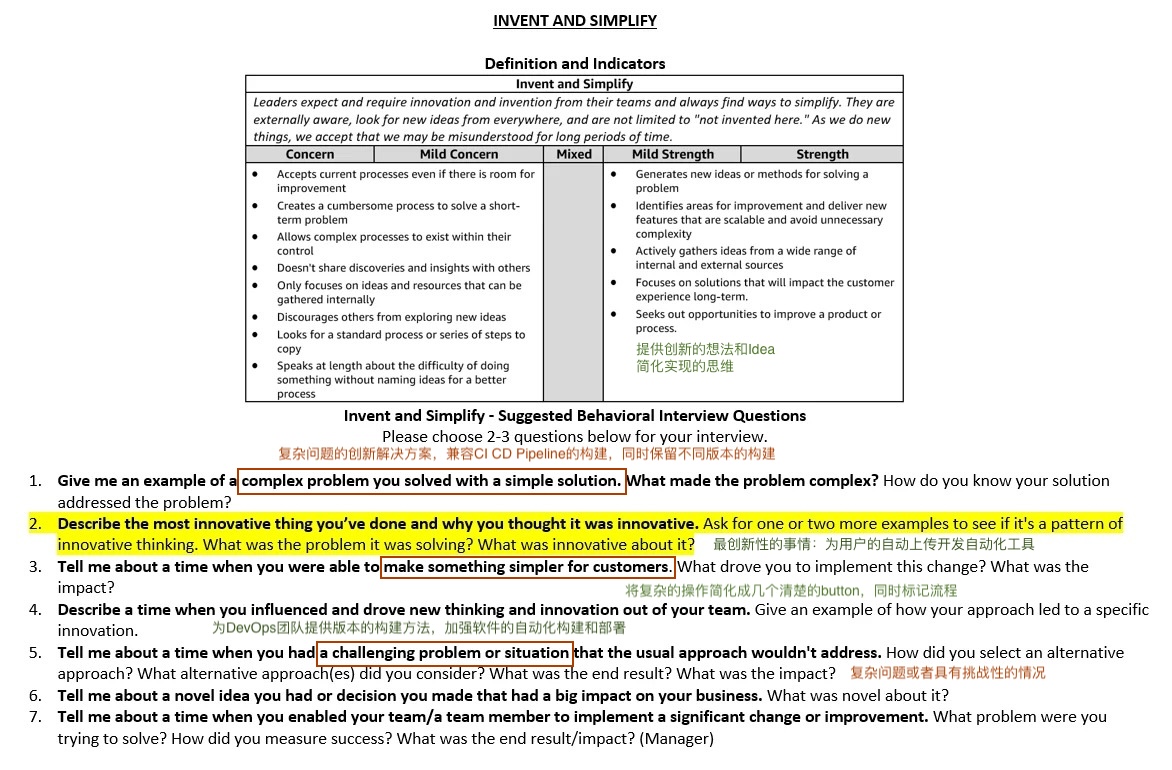 INVENT AND SIMPLIFY
Definition and Indicators
Invent and Simplify
Leaders expect and require innovation and invention from their teams and always find ways to simplify. They are
externally aware, look for new ideas from everywhere, and are not limited to "not invented here." As we do new
things, we accept that we may be misunderstood for long periods of time.
Concern Mild Concern Mixed Mild Strength Strength
• Accepts current processes even if there is room for
improvement
• Creates a cumbersome process to solve a short-
term problem
• Allows complex processes to exist within their
control
• Doesn't share discoveries and insights with others
• Only focuses on ideas and resources that can be
gathered internally
• Discourages others from exploring new ideas
• Looks for a standard process or series of steps to
copy
• Speaks at length about the difficulty of doing
something without naming ideas for a better
process
• Generates new ideas or methods for solving a
problem
• Identifies areas for improvement and deliver new
features that are scalable and avoid unnecessary
complexity
• Actively gathers ideas from a wide range of
internal and external sources
• Focuses on solutions that will impact the customer
experience long-term.
• Seeks out opportunities to improve a product or
process.
提供创新的想法和Idea
简化实现的思维
Invent and Simplify - Suggested Behavioral Interview Questions
Please choose 2-3 questions below for your interview.
复杂问题的创新解决方案，兼容CI CD Pipeline的构建，同时保留不同版本的构建
1. Give me an example of a complex problem you solved with a simple solution. What made the problem complex? How do you know your solution
addressed the problem?
2. Describe the most innovative thing you've done and why you thought it was innovative. Ask for one or two more examples to see if it's a pattern of
innovative thinking. What was the problem it was solving? What was innovative about it? 最创新性的事情：为用户的自动上传开发自动化工具
3. Tell me about a time when you were able to make something simpler for customers. What drove you to implement this change? What was the
impact? 将复杂的操作简化成几个清楚的button，同时标记流程
4. Describe a time when you influenced and drove new thinking and innovation out of your team. Give an example of how your approach led to a specific
innovation. 为DevOps团队提供版本的构建方法，加强软件的自动化构建和部署
5. Tell me about a time when you had a challenging problem or situation that the usual approach wouldn't address. How did you select an alternative
approach? What alternative approach(es) did you consider? What was the end result? What was the impact? 复杂问题或者具有挑战性的情况
6. Tell me about a novel idea you had or decision you made that had a big impact on your business. What was novel about it?
7. Tell me about a time when you enabled your team/a team member to implement a significant change or improvement. What problem were you
trying to solve? How did you measure success? What was the end result/impact? (Manager)